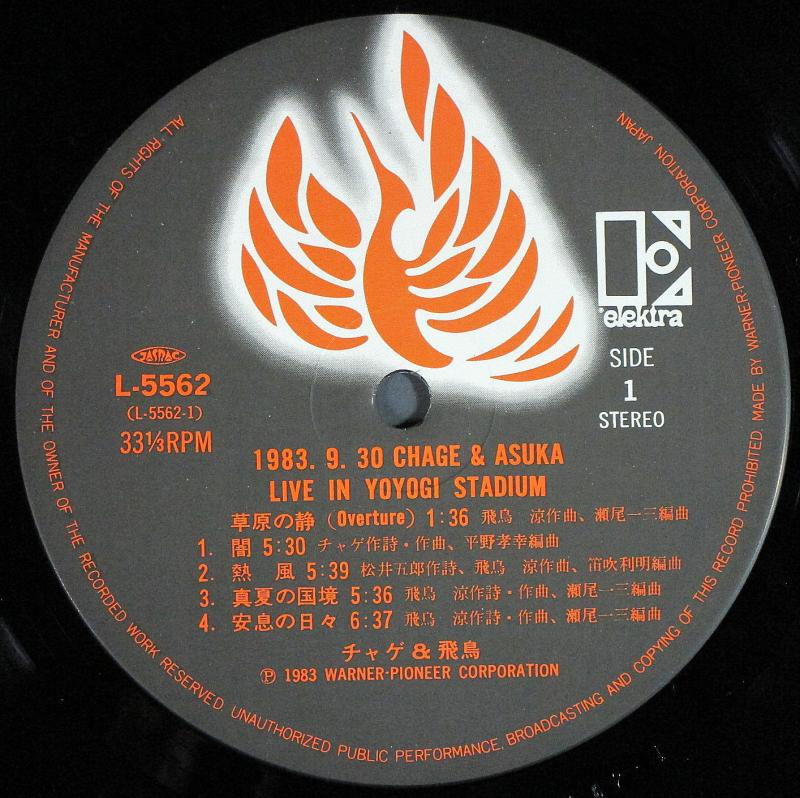 elektra
SIDE
1
STEREO
JASRAC
L-5562
(L-5562-1)
33⅓RPM
1983. 9. 30 CHAGE & ASUKA
LIVE IN YOYOGI STADIUM
草原の静 (Overture) 1:36 飛鳥 涼作曲、瀬尾一三編曲
1. 闇 5:30 チャゲ作詩・作曲、平野孝幸編曲
2. 熱 風 5:39 松井五郎作詩、飛鳥 涼作曲、笛吹利明編曲
3. 真夏の国境 5:36 飛鳥 涼作詩・作曲、瀬尾一三編曲
4. 安息の日々 6:37 飛鳥 涼作詩・作曲、瀬尾一三編曲
チャゲ&飛鳥
Ⓟ 1983 WARNER-PIONEER CORPORATION
ALL RIGHTS OF THE MANUFACTURER AND OF THE OWNER OF THE RECORDED WORK RESERVED UNAUTHORIZED PUBLIC PERFORMANCE, BROADCASTING AND COPYING OF THIS RECORD PROHIBITED. MADE BY WARNER-PIONEER CORPORATION, JAPAN.